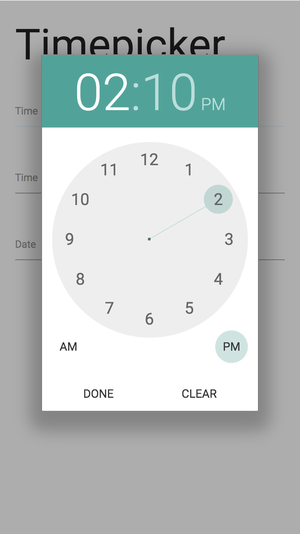 Timepicker
02:10 PM
Time
12
11
1
10
2
Time
9
3
Date
8
4
7
5
6
AM
PM
DONE
CLEAR